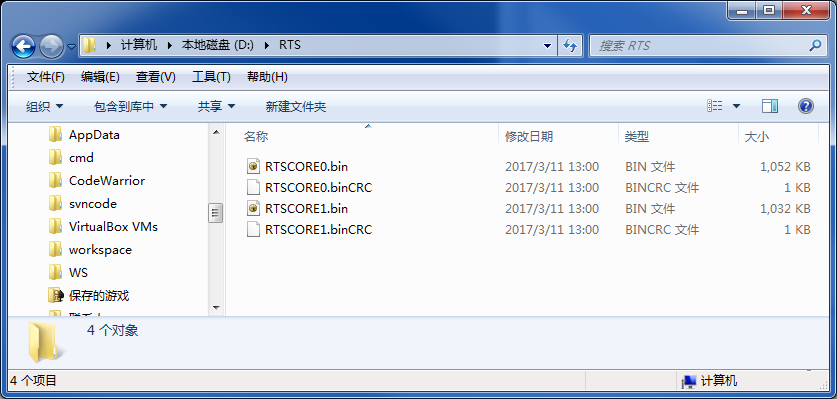 计算机 本地磁盘 (D:) RTS 搜索 RTS
文件(F) 编辑(E) 查看(V) 工具(T) 帮助(H)
组织 包含到库中 共享 新建文件夹
AppData
cmd
CodeWarrior
svncode
VirtualBox VMs
workspace
WS
保存的游戏
名称 修改日期 类型 大小
RTSCORE0.bin 2017/3/11 13:00 BIN 文件 1,052 KB
RTSCORE0.binCRC 2017/3/11 13:00 BINCRC 文件 1 KB
RTSCORE1.bin 2017/3/11 13:00 BIN 文件 1,032 KB
RTSCORE1.binCRC 2017/3/11 13:00 BINCRC 文件 1 KB
4 个对象
4 个项目 计算机